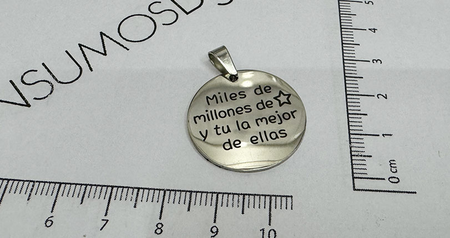 NSUMOSD
Miles de
millones de ☆
y tu la mejor
de ellas
5
4
3
2
1
0 cm
6
7
8
9
10